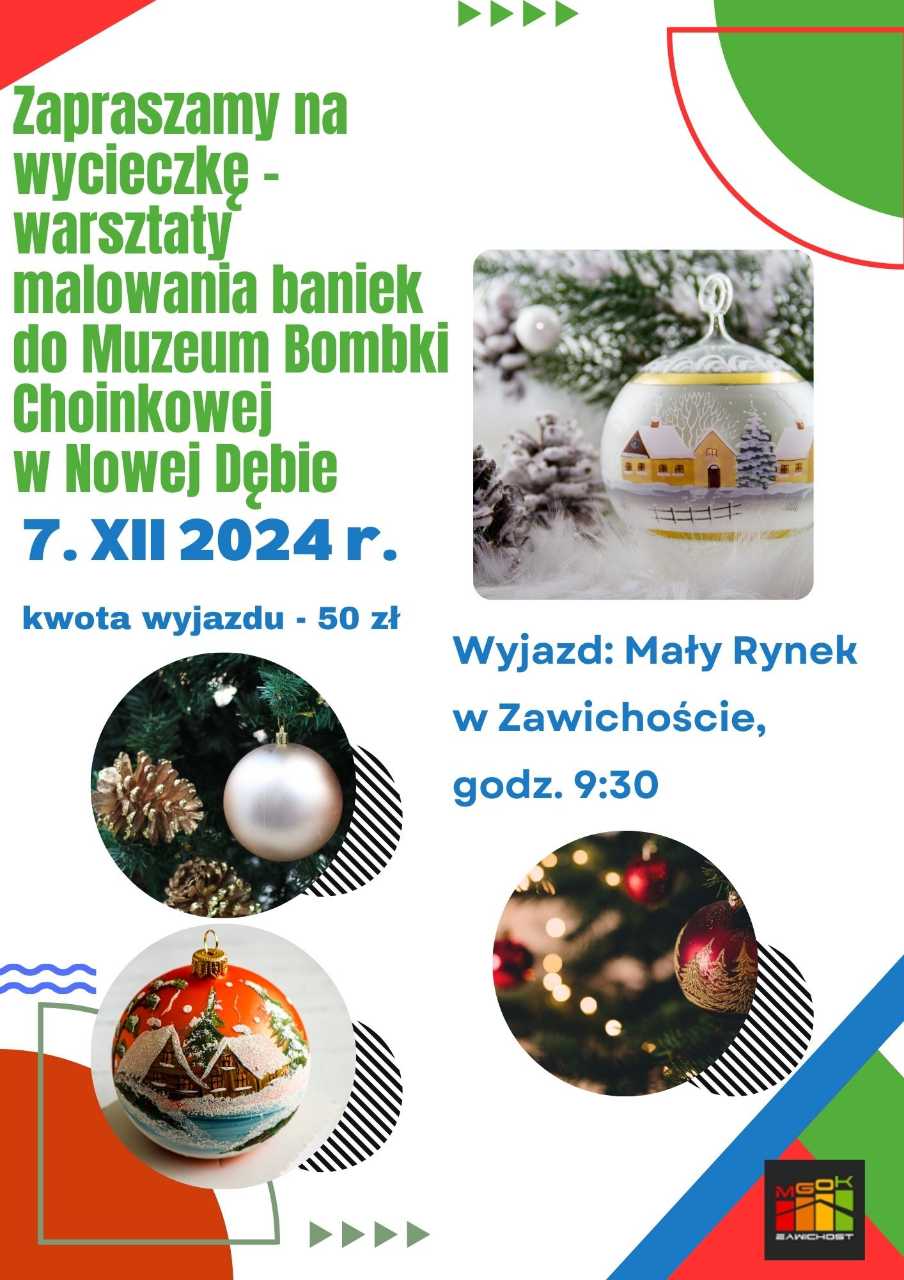 Zapraszamy na
wycieczkę -
warsztaty
malowania baniek
do Muzeum Bombki
Choinkowej
w Nowej Dębie
7. XII 2024 r.
kwota wyjazdu - 50 zł
Wyjazd: Mały Rynek
w Zawichoście,
godz. 9:30
MGOK
ZAWICHOST